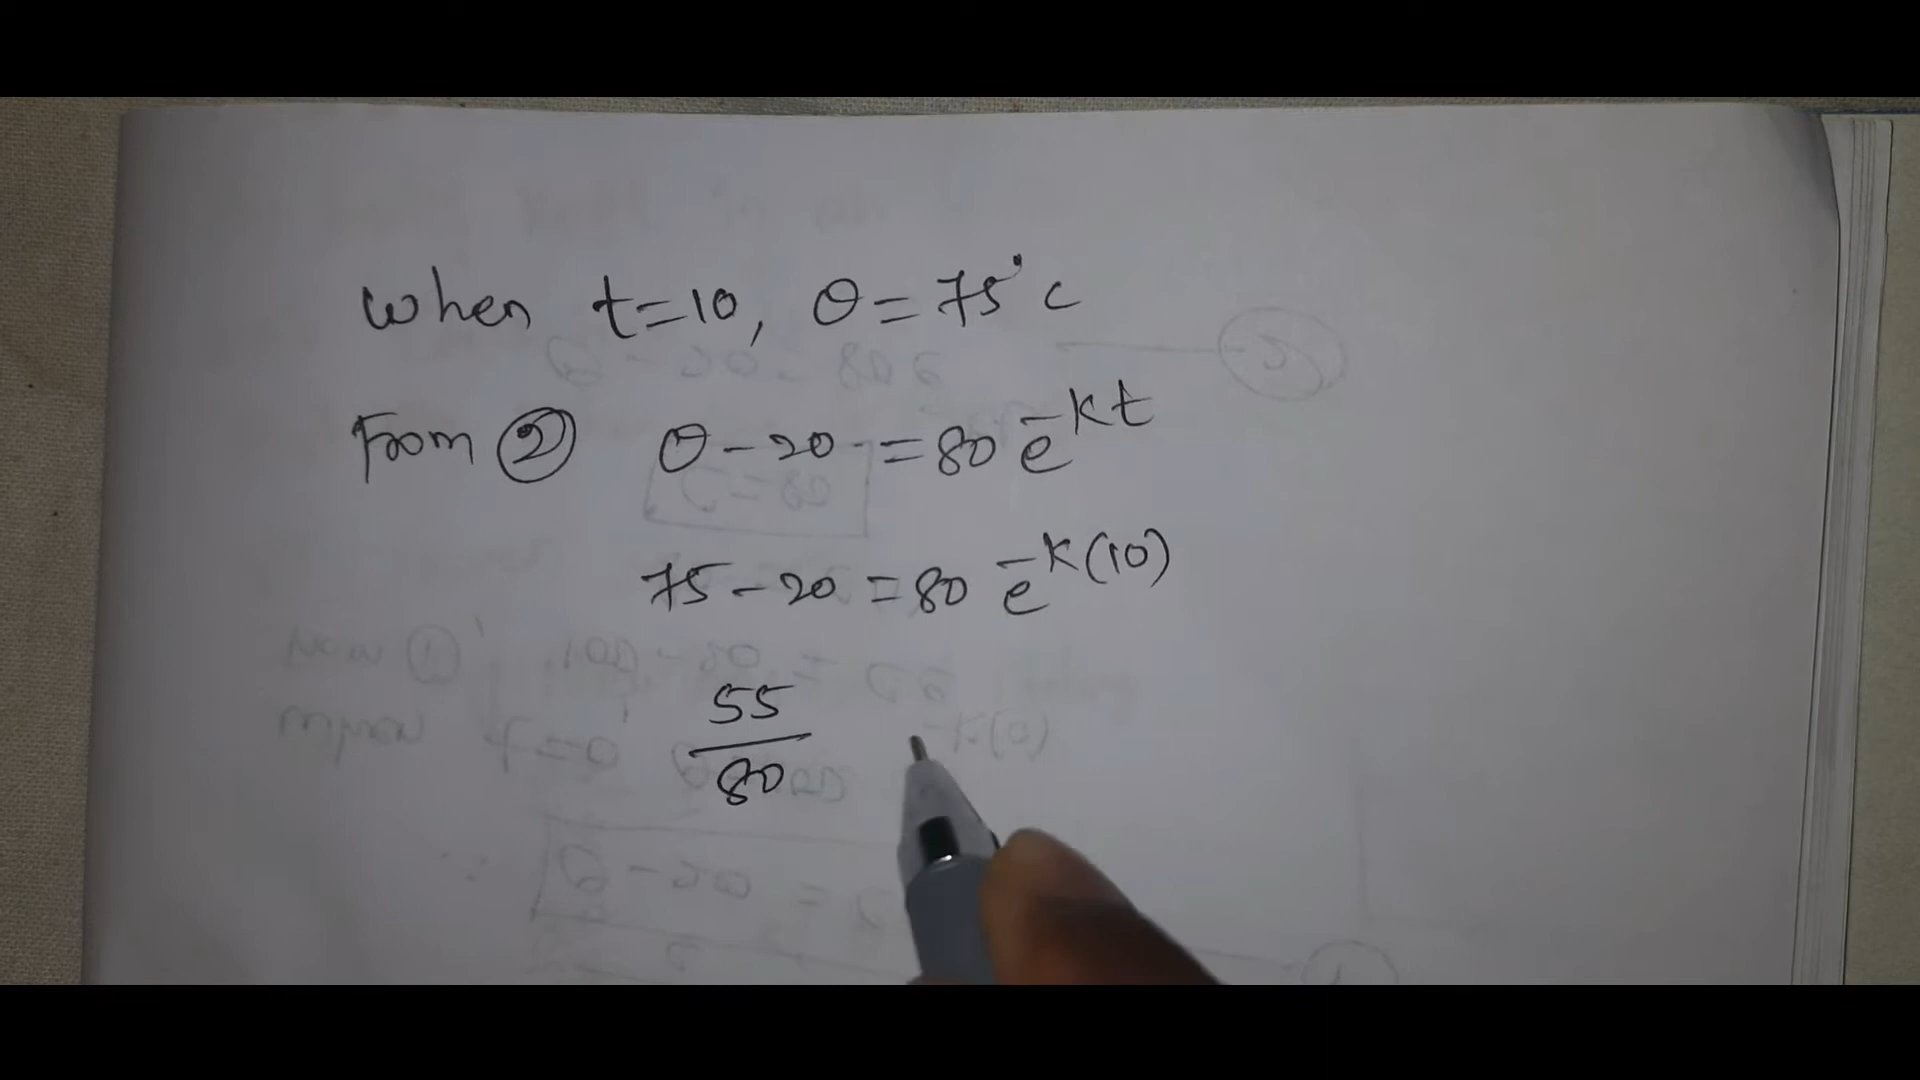 When t=10, θ=75°C
From ② θ-20 = 80 e^-kt
75-20 = 80 e^-k(10)
55/80